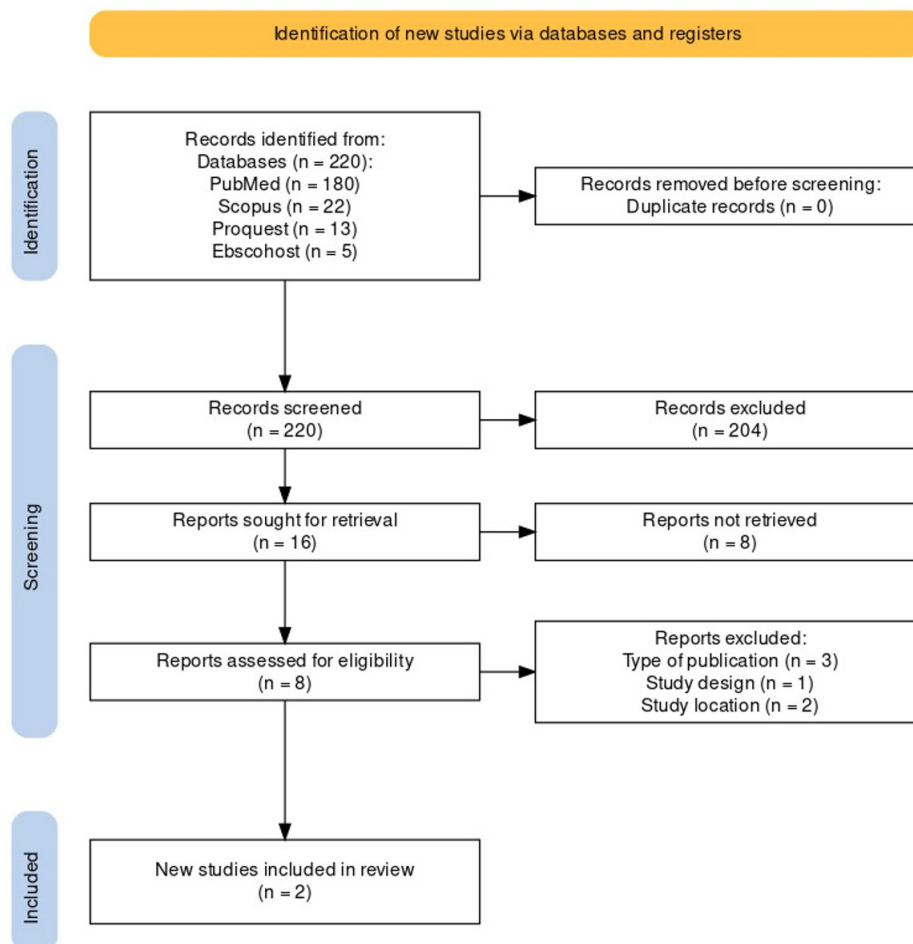 Identification of new studies via databases and registers
Identification
Records identified from:
Databases (n = 220):
PubMed (n = 180)
Scopus (n = 22)
Proquest (n = 13)
Ebscohost (n = 5)
Records removed before screening:
Duplicate records (n = 0)
Screening
Records screened
(n = 220)
Records excluded
(n = 204)
Reports sought for retrieval
(n = 16)
Reports not retrieved
(n = 8)
Reports assessed for eligibility
(n = 8)
Reports excluded:
Type of publication (n = 3)
Study design (n = 1)
Study location (n = 2)
Included
New studies included in review
(n = 2)